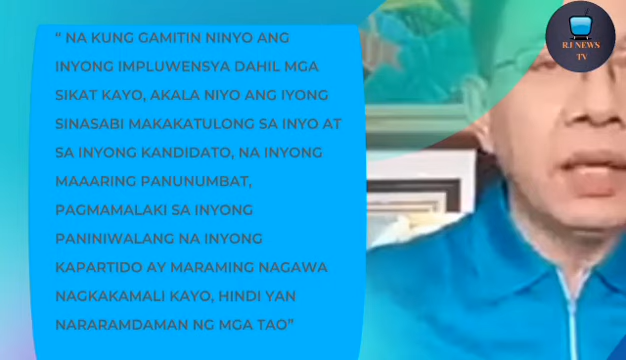 “ NA KUNG GAMITIN NINYO ANG
INYONG IMPLUWENSYA DAHIL MGA
SIKAT KAYO, AKALA NIYO ANG IYONG
SINASABI MAKAKATULONG SA INYO AT
SA INYONG KANDIDATO, NA INYONG
MAAARING PANUNUMBAT,
PAGMAMALAKI SA INYONG
PANINIWALANG NA INYONG
KAPARTIDO AY MARAMING NAGAWA
NAGKAKAMALI KAYO, HINDI YAN
NARARAMDAMAN NG MGA TAO”
RJ NEWS
TV